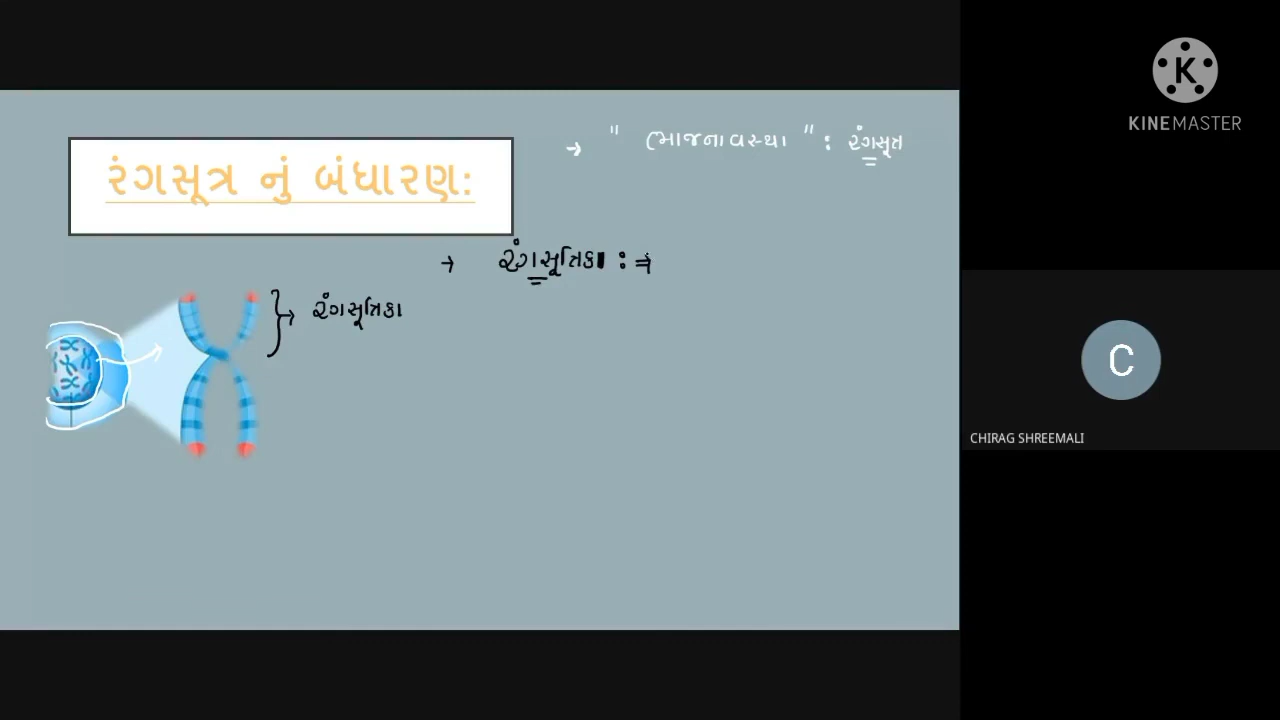 રંગસૂત્ર નું બંધારણ:
→ " ભાજનાવસ્થા " : રંગસૂત્ર
→ રંગસૂત્રિકા : ⇒
→ રંગસૂત્રિકા
K
KINEMASTER
C
CHIRAG SHREEMALI